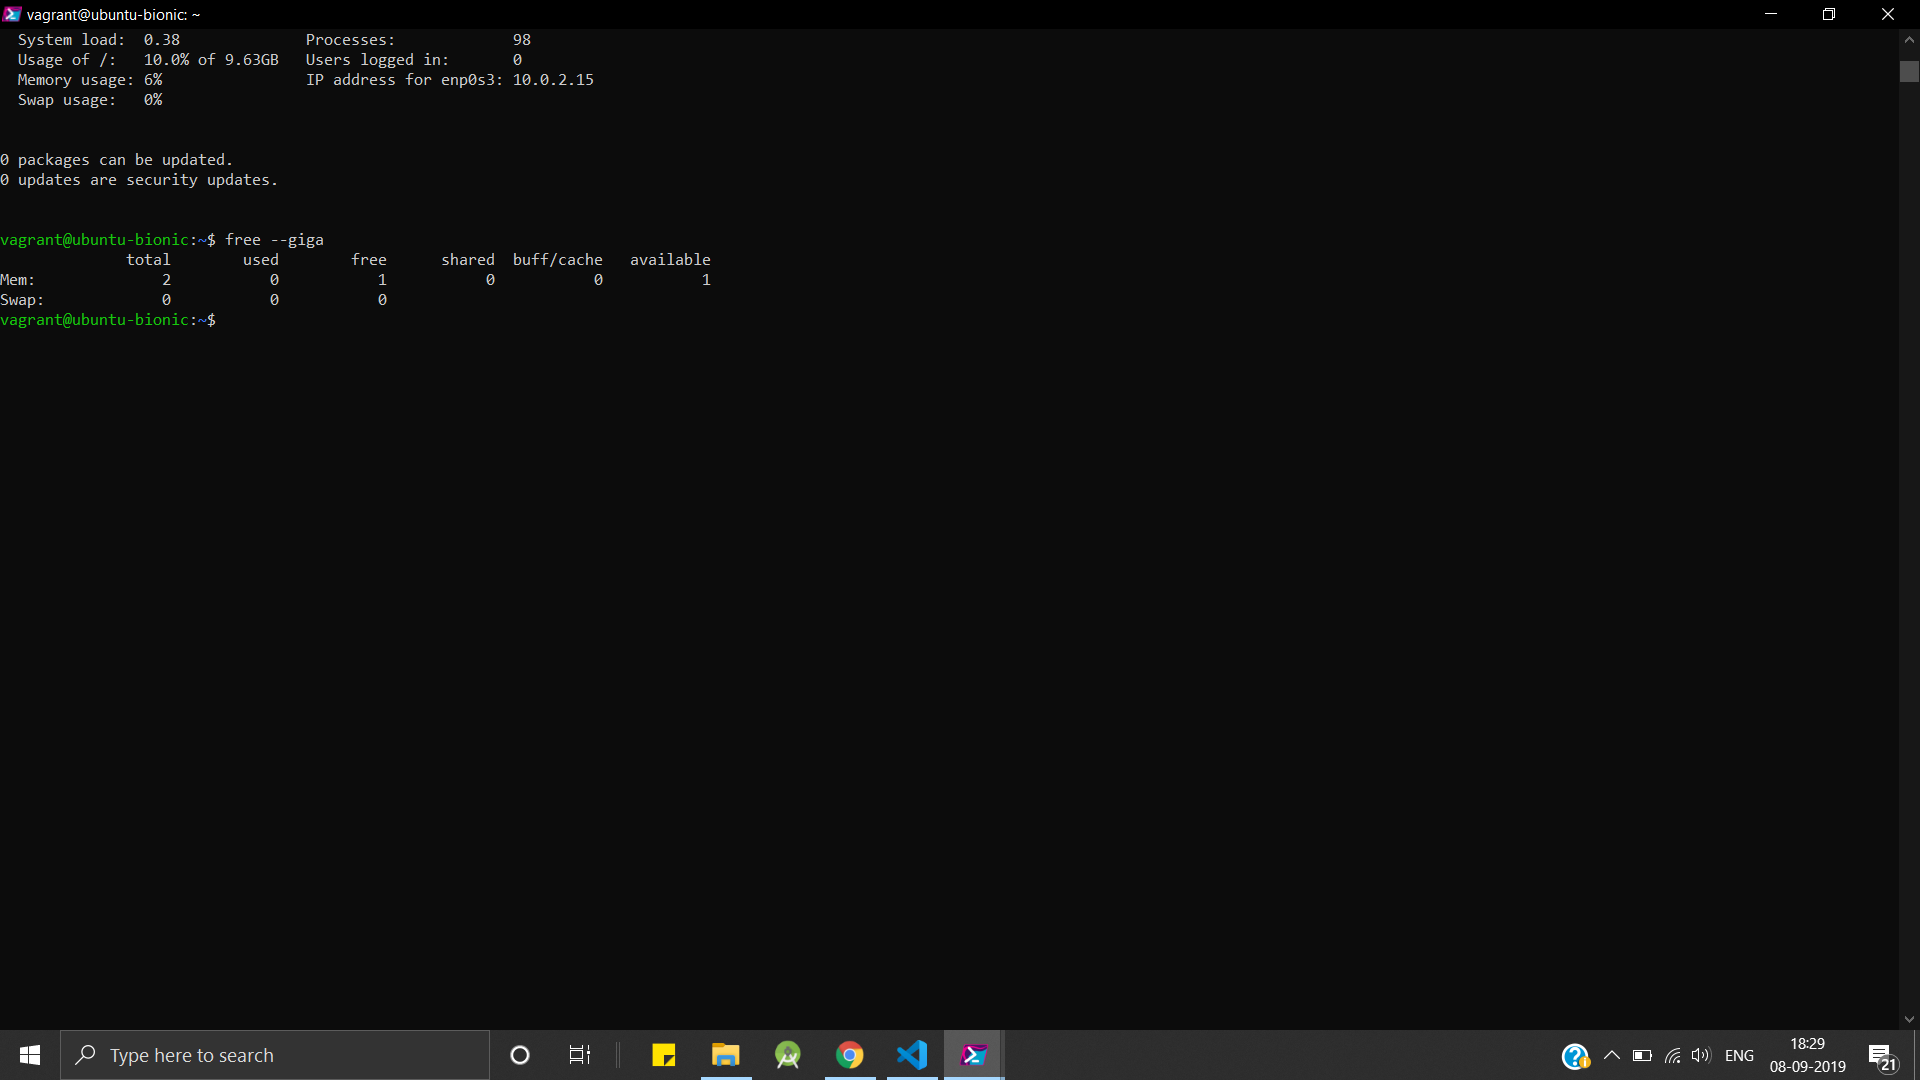 vagrant@ubuntu-bionic: ~
System load:  0.38              Processes:             98
Usage of /:   10.0% of 9.63GB   Users logged in:       0
Memory usage: 6%                IP address for enp0s3: 10.0.2.15
Swap usage:   0%
0 packages can be updated.
0 updates are security updates.
vagrant@ubuntu-bionic:~$ free --giga
              total        used        free      shared  buff/cache   available
Mem:              2           0           1           0           0           1
Swap:             0           0           0
vagrant@ubuntu-bionic:~$
Type here to search
ENG
18:29
08-09-2019
21